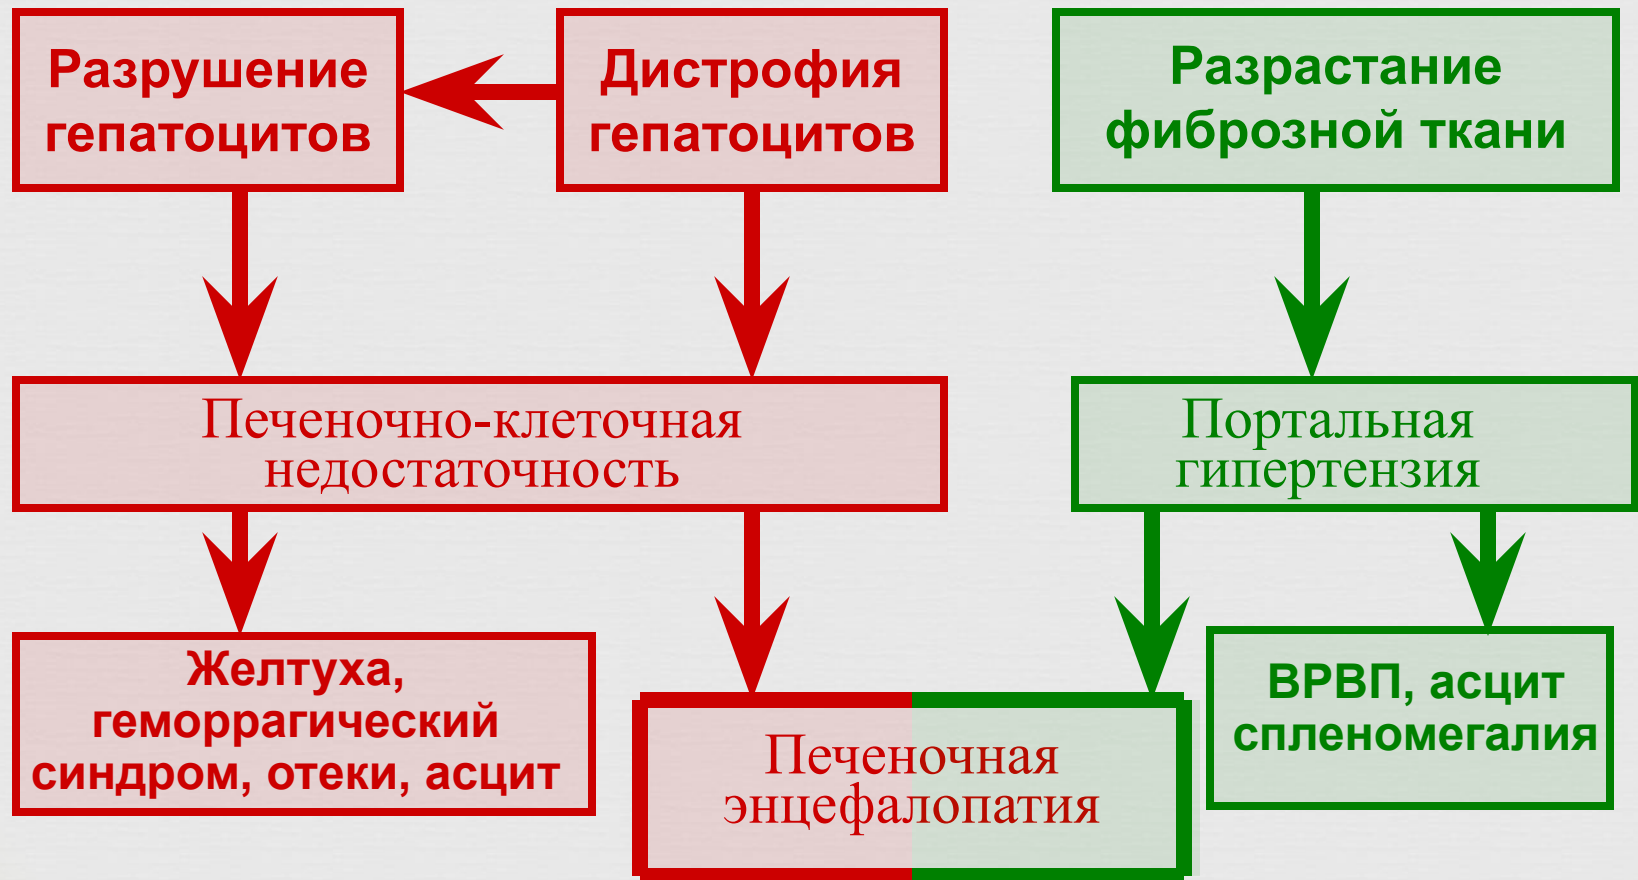 Разрушение
гепатоцитов
Дистрофия
гепатоцитов
Разрастание
фиброзной ткани
Печеночно-клеточная
недостаточность
Портальная
гипертензия
Желтуха,
геморрагический
синдром, отеки, асцит
Печеночная
энцефалопатия
ВРВП, асцит
спленомегалия